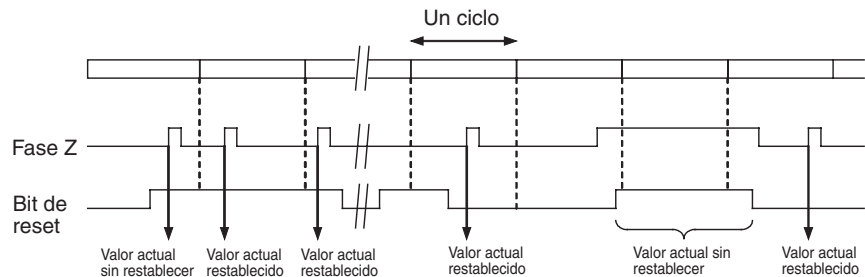 Un ciclo
Fase Z
Bit de
reset
Valor actual
sin restablecer
Valor actual
restablecido
Valor actual
restablecido
Valor actual
restablecido
Valor actual sin
restablecer
Valor actual
restablecido